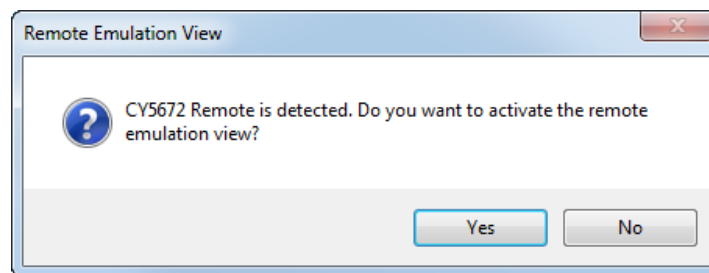 Remote Emulation View
CY5672 Remote is detected. Do you want to activate the remote
emulation view?
Yes
No